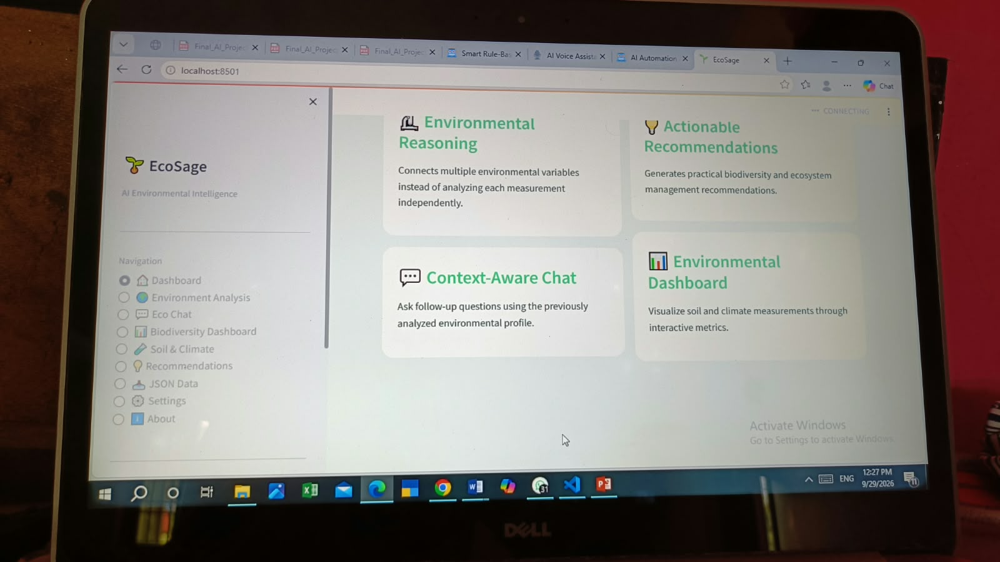 Final_AI_Projec
Final_AI_Projec
Final_AI_Projec
Smart Rule-Bas
AI Voice Assist
AI Automation
EcoSage
localhost:8501
Chat
CONNECTING
EcoSage
AI Environmental Intelligence
Navigation
Dashboard
Environment Analysis
Eco Chat
Biodiversity Dashboard
Soil & Climate
Recommendations
JSON Data
Settings
About
Environmental
Reasoning
Connects multiple environmental variables
instead of analyzing each measurement
independently.
Actionable
Recommendations
Generates practical biodiversity and ecosystem
management recommendations.
Context-Aware Chat
Ask follow-up questions using the previously
analyzed environmental profile.
Environmental
Dashboard
Visualize soil and climate measurements through
interactive metrics.
Activate Windows
Go to Settings to activate Windows.
31
ENG
12:27 PM
9/29/2026
11
DELL